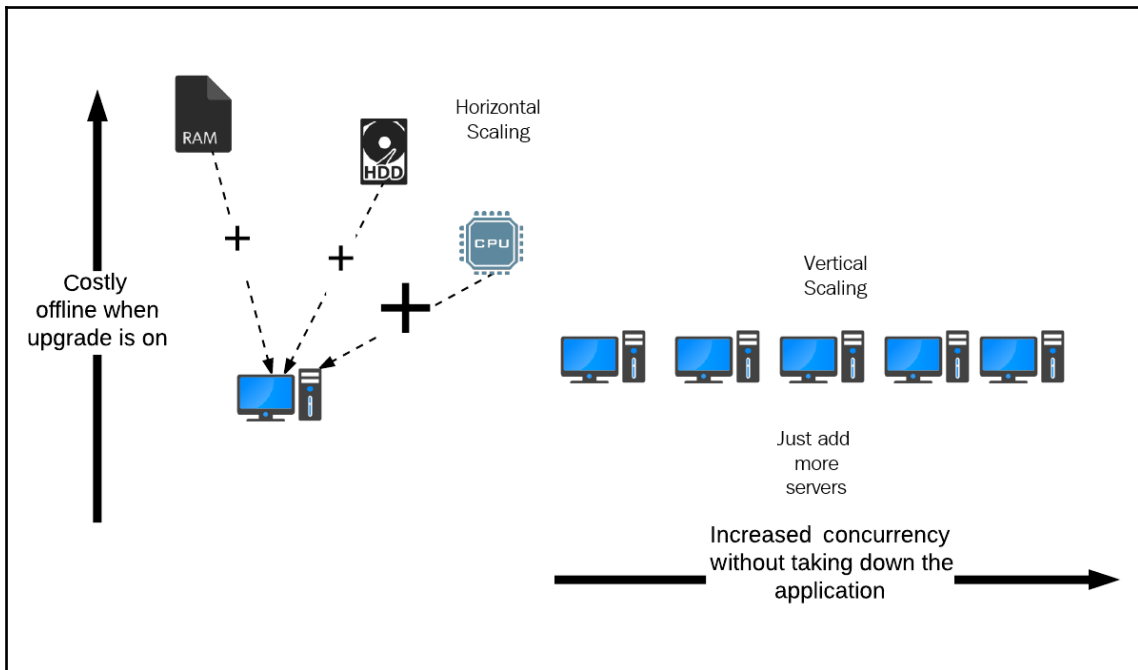 RAM
HDD
Horizontal
Scaling
CPU
Costly
offline when
upgrade is on
Vertical
Scaling
Just add
more
servers
Increased concurrency
without taking down the
application